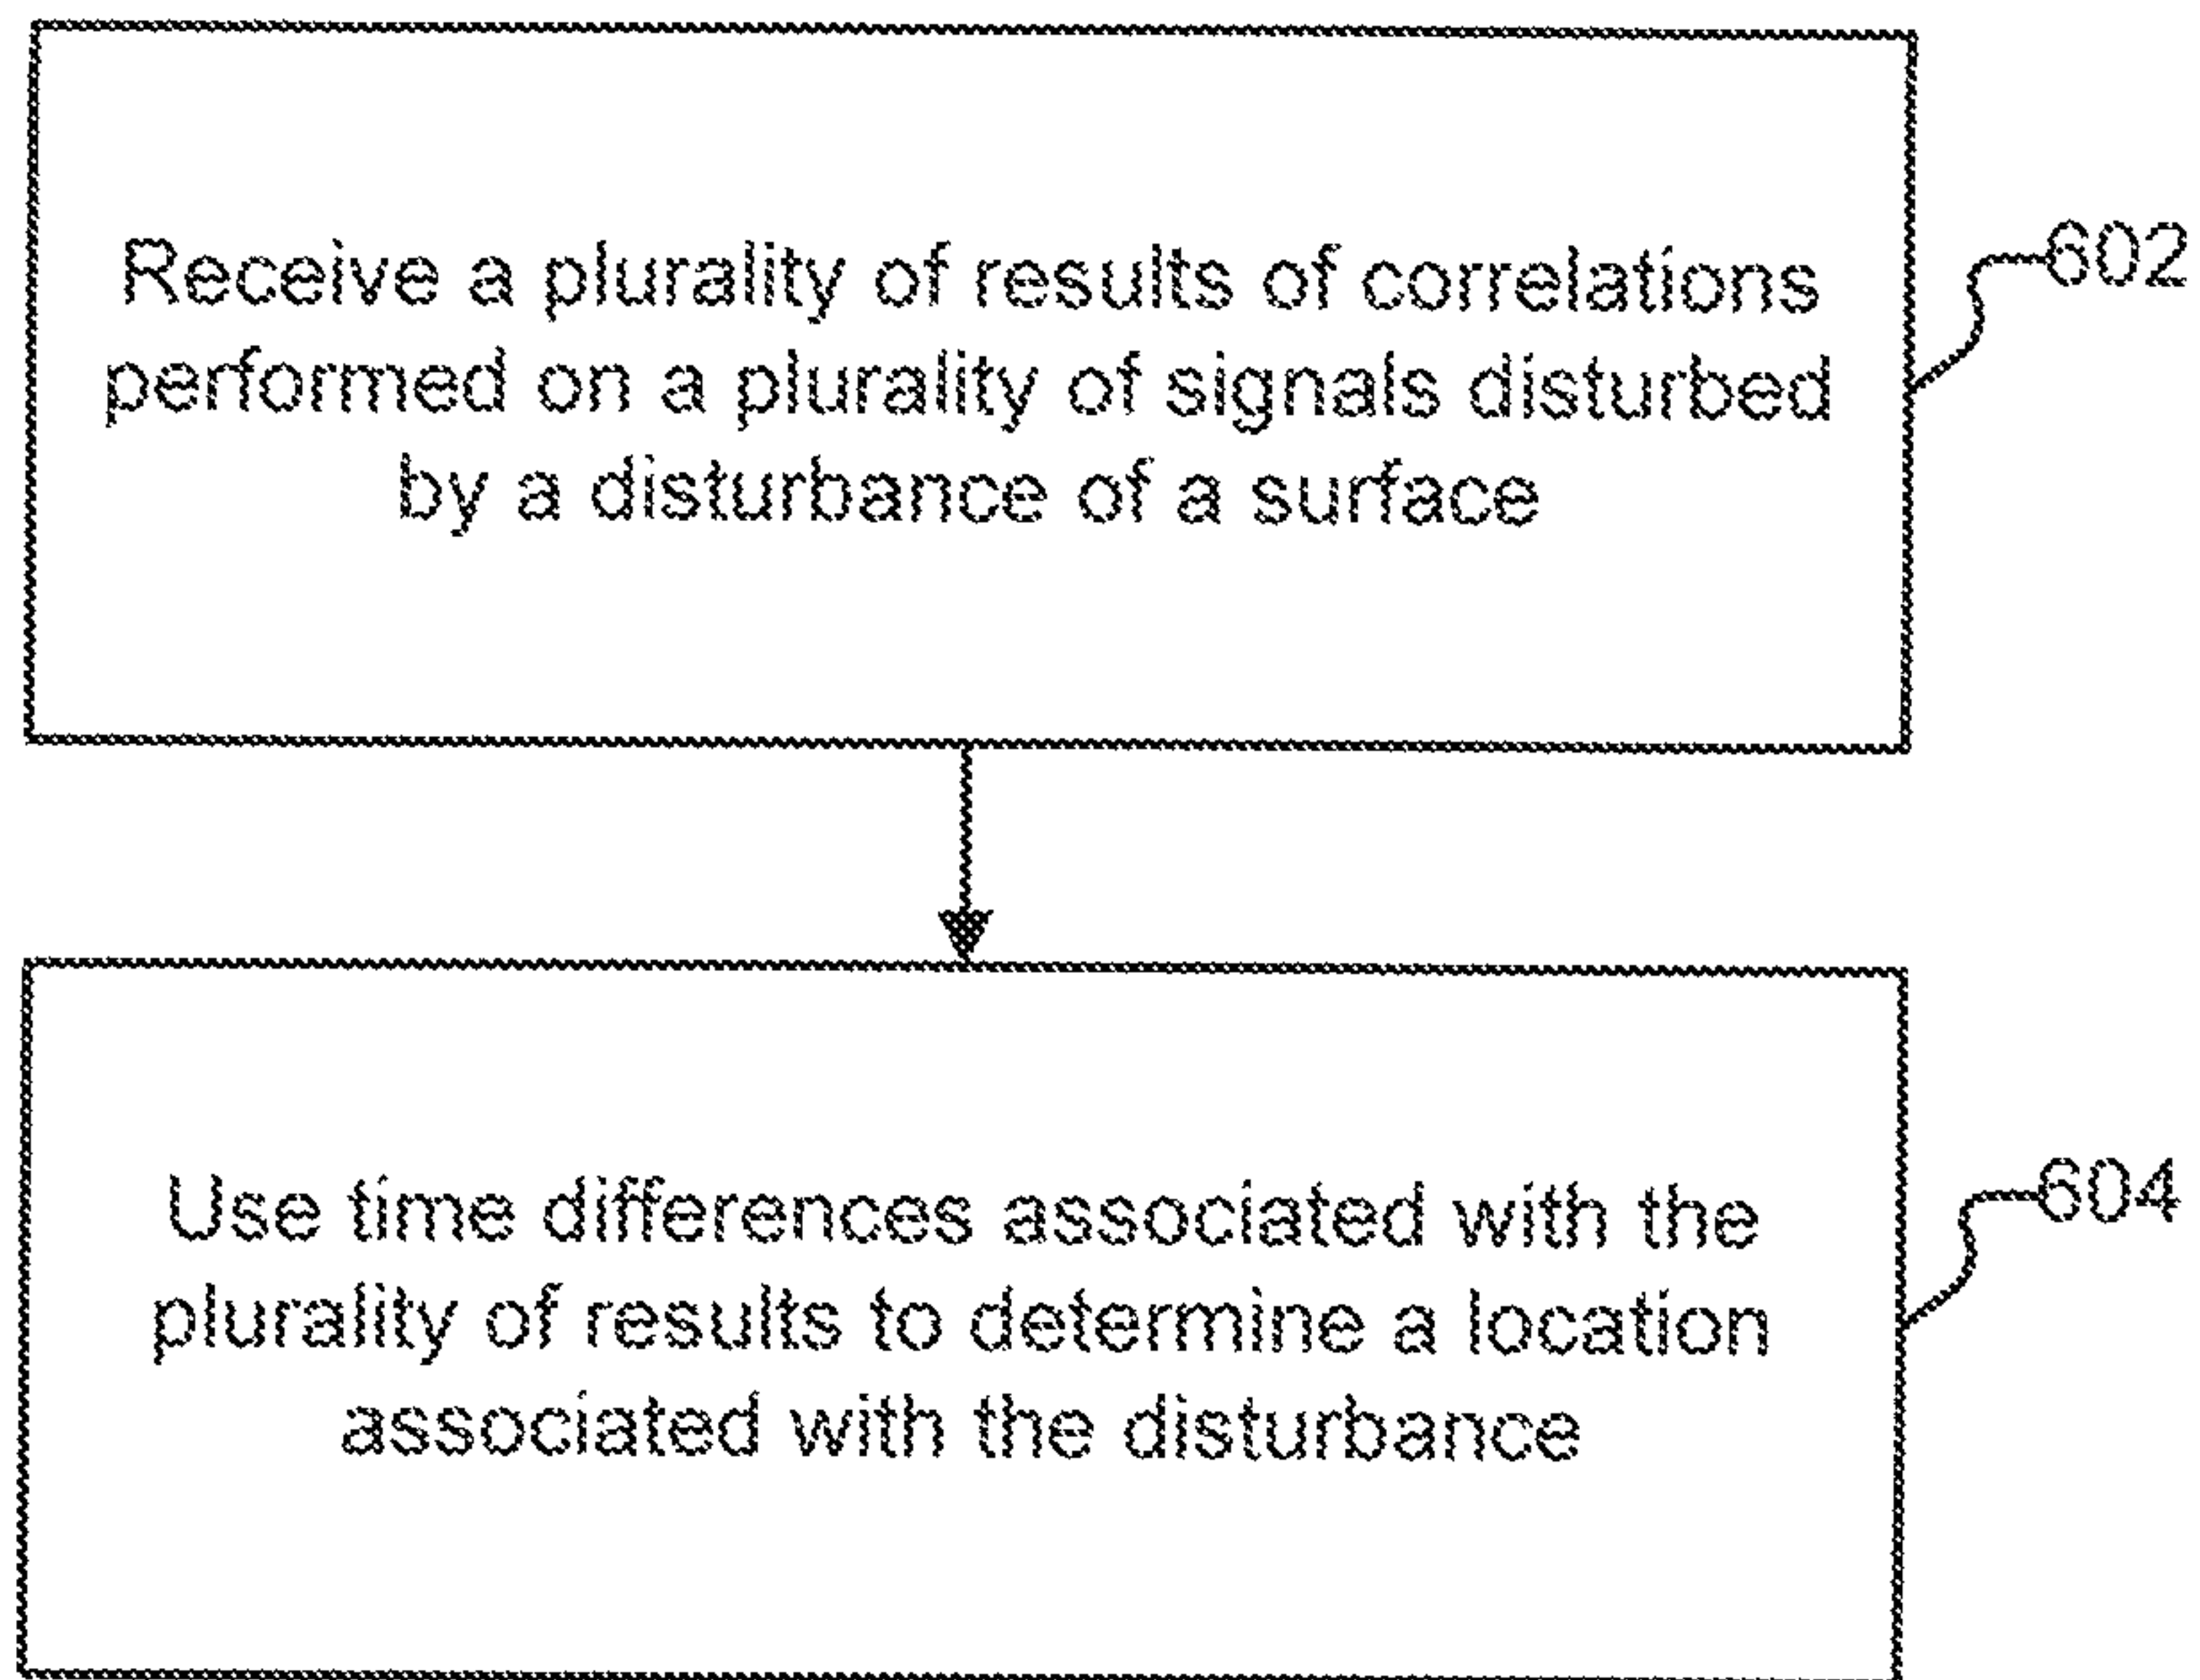 Receive a plurality of results of correlations
performed on a plurality of signals disturbed
by a disturbance of a surface
602
Use time differences associated with the
plurality of results to determine a location
associated with the disturbance
604